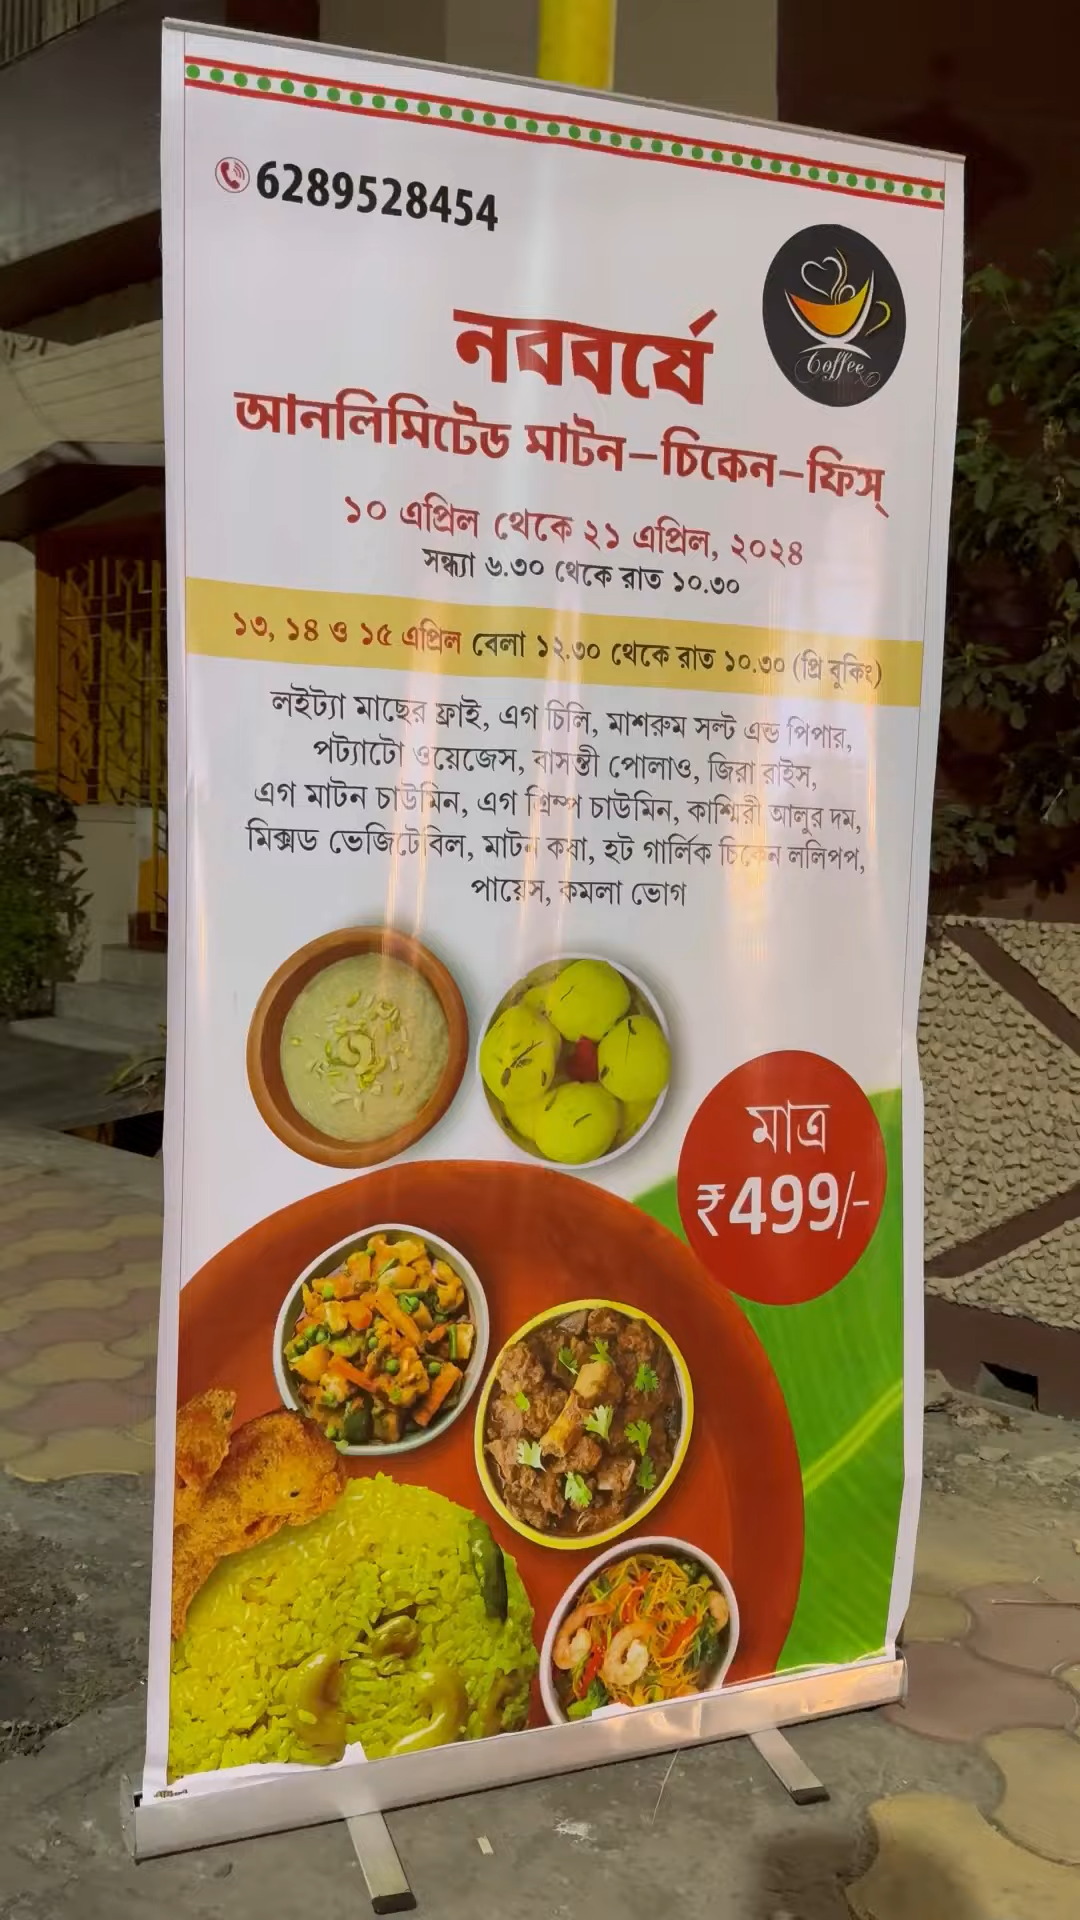 6289528454
Coffee
নববর্ষে
আনলিমিটেড মাটন-চিকেন-ফিস্
১০ এপ্রিল থেকে ২১ এপ্রিল, ২০২৪
সন্ধ্যা ৬.৩০ থেকে রাত ১০.৩০
১৩, ১৪ ও ১৫ এপ্রিল বেলা ১২.৩০ থেকে রাত ১০.৩০ (প্রি বুকিং)
লইট্যা মাছের ফ্রাই, এগ চিলি, মাশরুম সল্ট এন্ড পিপার,
পট্যাটো ওয়েজেস, বাসন্তী পোলাও, জিরা রাইস,
এগ মাটন চাউমিন, এগ শ্রিম্প চাউমিন, কাশ্মিরী আলুর দম,
মিক্সড ভেজিটেবিল, মাটন কষা, হট গার্লিক চিকেন ললিপপ,
পায়েস, কমলা ভোগ
মাত্র
₹499/-